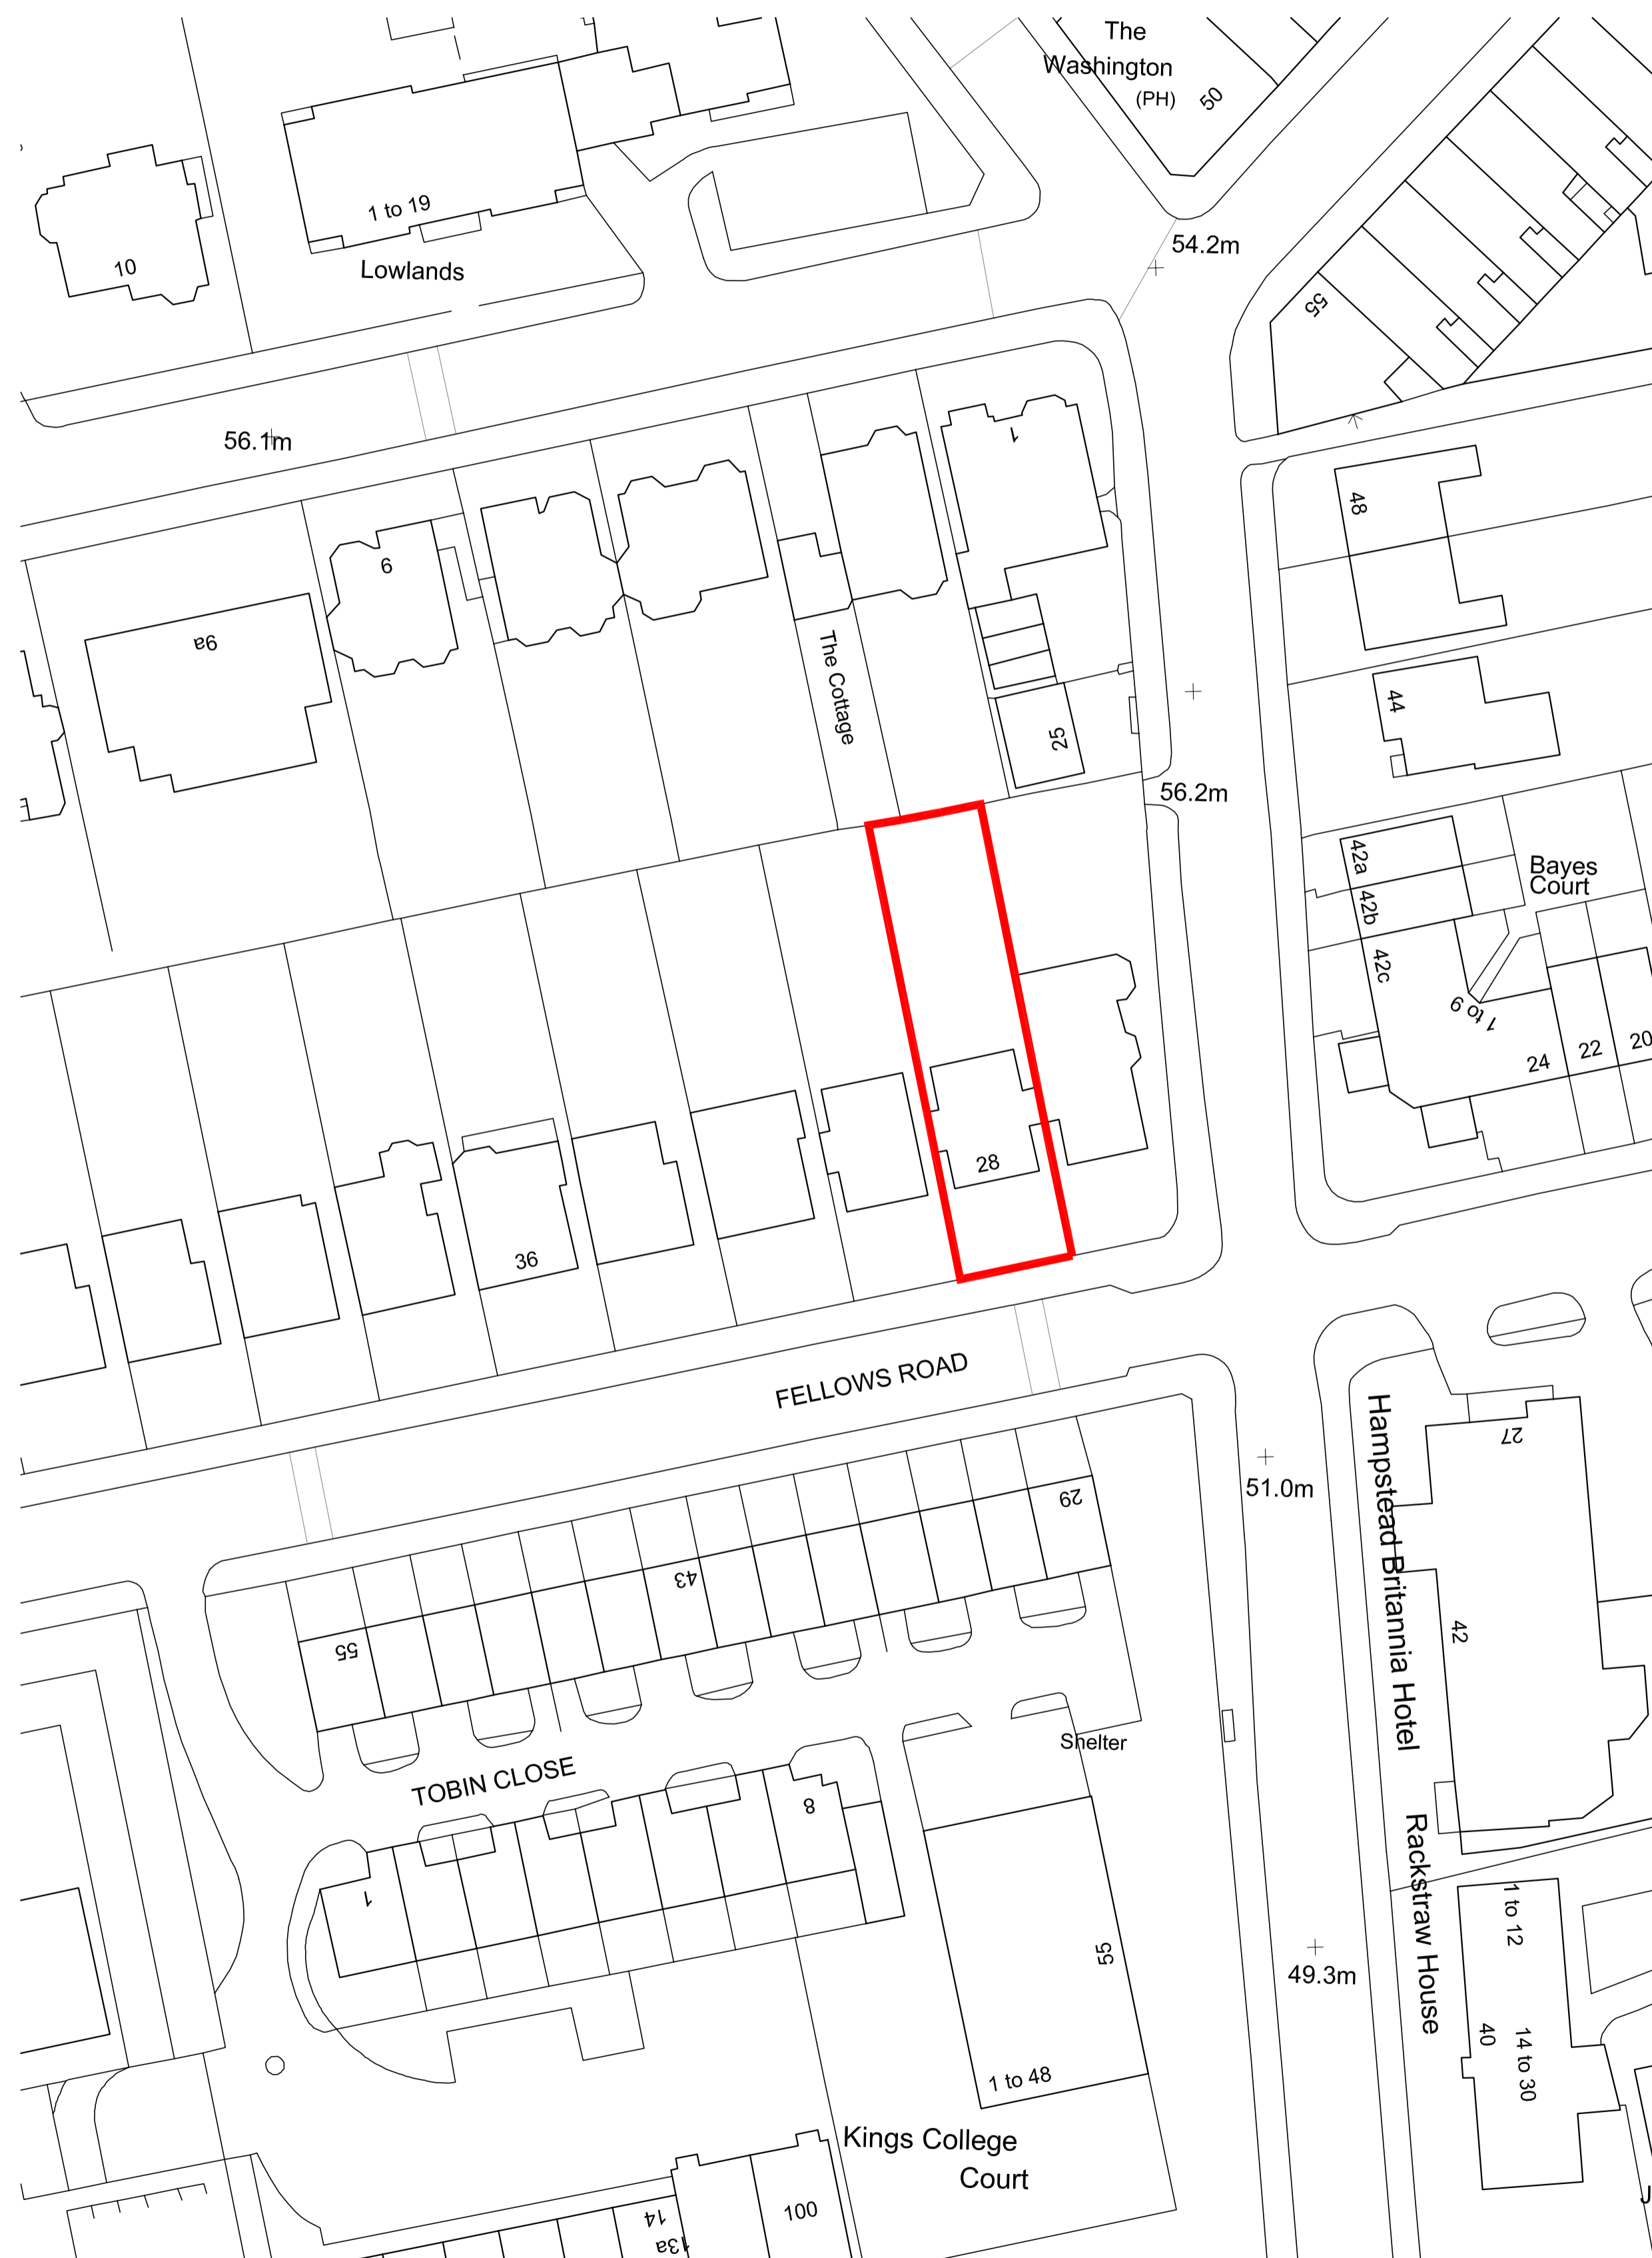 The
Washington
(PH)
50
1 to 19
10
Lowlands
54.2m
55
56.1m
1
48
6
9a
The Cottage
44
25
56.2m
42a
Bayes
Court
42b
42c
1 to 9
24
22
20
28
36
FELLOWS ROAD
Hampstead Britannia Hotel
27
29
51.0m
43
55
42
Shelter
TOBIN CLOSE
8
1
Rackstraw House
1 to 12
55
49.3m
40
14 to 30
1 to 48
Kings College
Court
14
13a
100
J